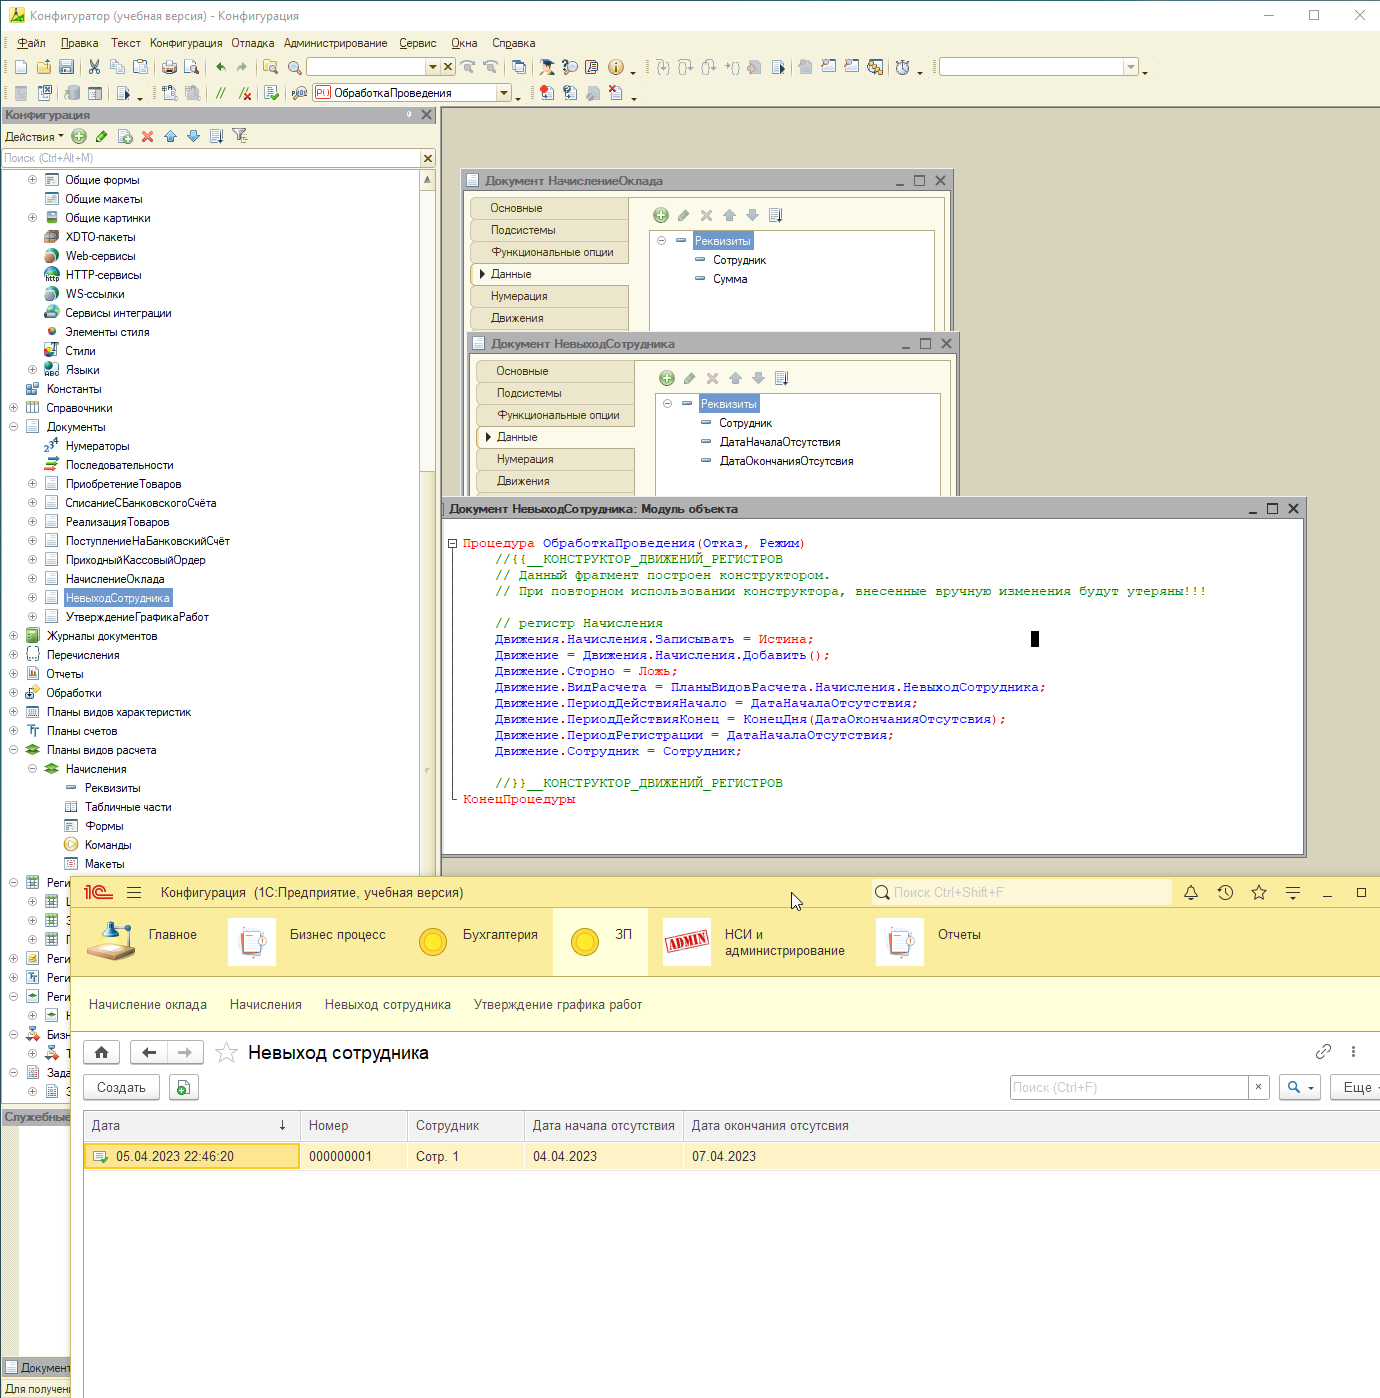 Конфигуратор (учебная версия) - Конфигурация
Файл Правка Текст Конфигурация Отладка Администрирование Сервис Окна Справка
ОбработкаПроведения
Конфигурация
Действия
Поиск (Ctrl+Alt+M)
Общие формы
Общие макеты
Общие картинки
XDTO-пакеты
Web-сервисы
HTTP-сервисы
WS-ссылки
Сервисы интеграции
Элементы стиля
Стили
Языки
Константы
Справочники
Документы
Нумераторы
Последовательности
ПриобретениеТоваров
СписаниеСБанковскогоСчёта
РеализацияТоваров
ПоступлениеНаБанковскийСчёт
ПриходныйКассовыйОрдер
НачислениеОклада
НевыходСотрудника
УтверждениеГрафикаРабот
Журналы документов
Перечисления
Отчеты
Обработки
Планы видов характеристик
Планы счетов
Планы видов расчета
Начисления
Реквизиты
Табличные части
Формы
Команды
Макеты
Документ НачислениеОклада
Основные
Подсистемы
Функциональные опции
Данные
Нумерация
Движения
Реквизиты
Сотрудник
Сумма
Документ НевыходСотрудника
Основные
Подсистемы
Функциональные опции
Данные
Нумерация
Движения
Реквизиты
Сотрудник
ДатаНачалаОтсутствия
ДатаОкончанияОтсутсвия
Документ НевыходСотрудника: Модуль объекта
Процедура ОбработкаПроведения(Отказ, Режим)
//{{__КОНСТРУКТОР_ДВИЖЕНИЙ_РЕГИСТРОВ
// Данный фрагмент построен конструктором.
// При повторном использовании конструктора, внесенные вручную изменения будут утеряны!!!
// регистр Начисления
Движения.Начисления.Записывать = Истина;
Движение = Движения.Начисления.Добавить();
Движение.Сторно = Ложь;
Движение.ВидРасчета = ПланыВидовРасчета.Начисления.НевыходСотрудника;
Движение.ПериодДействияНачало = ДатаНачалаОтсутствия;
Движение.ПериодДействияКонец = КонецДня(ДатаОкончанияОтсутсвия);
Движение.ПериодРегистрации = ДатаНачалаОтсутствия;
Движение.Сотрудник = Сотрудник;
//}}__КОНСТРУКТОР_ДВИЖЕНИЙ_РЕГИСТРОВ
КонецПроцедуры
Конфигурация (1С:Предприятие, учебная версия)
Поиск Ctrl+Shift+F
Главное
Бизнес процесс
Бухгалтерия
ЗП
ADMIN
НСИ и администрирование
Отчеты
Начисление оклада Начисления Невыход сотрудника Утверждение графика работ
Невыход сотрудника
Создать
Поиск (Ctrl+F)
Еще
Дата Номер Сотрудник Дата начала отсутствия Дата окончания отсутсвия
05.04.2023 22:46:20 000000001 Сотр. 1 04.04.2023 07.04.2023
Служебные
Документ
Для получени